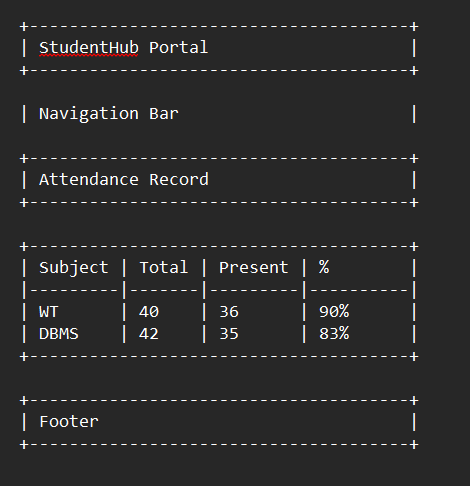 +--------------------------------------+
| StudentHub Portal                    |
+--------------------------------------+
| Navigation Bar                       |
+--------------------------------------+
| Attendance Record                    |
+--------------------------------------+
+--------------------------------------+
| Subject | Total | Present | %        |
|---------|-------|---------|----------|
| WT      | 40    | 36      | 90%      |
| DBMS    | 42    | 35      | 83%      |
+--------------------------------------+
+--------------------------------------+
| Footer                               |
+--------------------------------------+